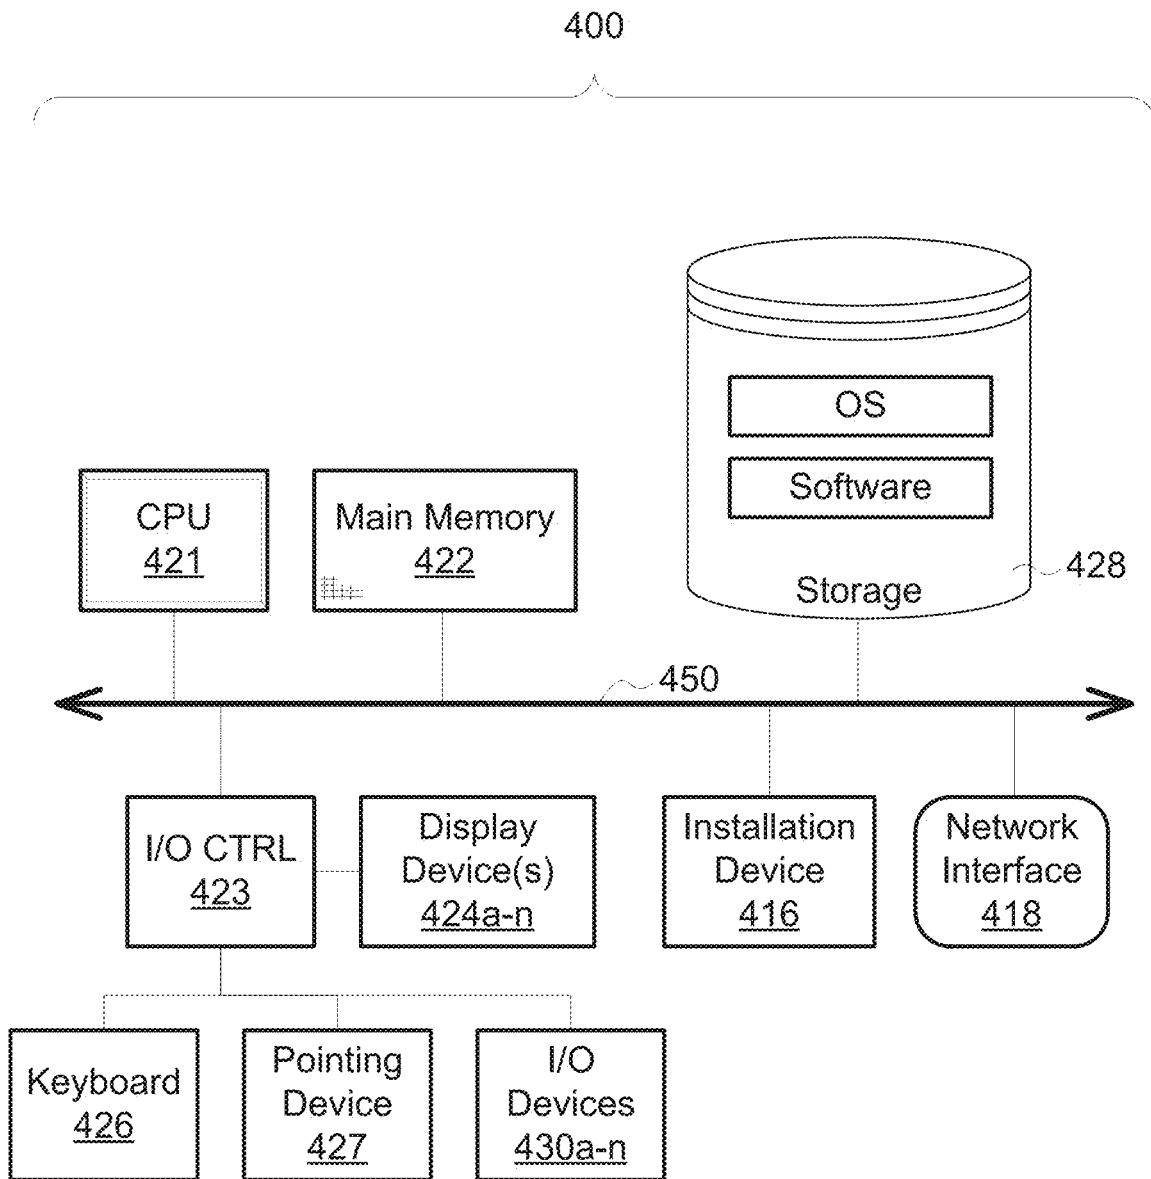 400
OS
Software
Storage
428
CPU
421
Main Memory
422
450
I/O CTRL
423
Display
Device(s)
424a-n
Installation
Device
416
Network
Interface
418
Keyboard
426
Pointing
Device
427
I/O
Devices
430a-n